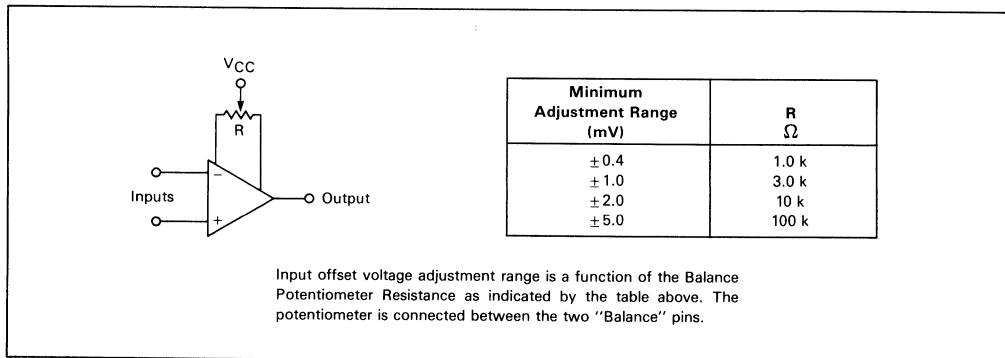 VCC
R
−
+
Inputs
Output
Minimum
Adjustment Range
(mV)
R
Ω
±0.4 1.0 k
±1.0 3.0 k
±2.0 10 k
±5.0 100 k
Input offset voltage adjustment range is a function of the Balance
Potentiometer Resistance as indicated by the table above. The
potentiometer is connected between the two "Balance" pins.